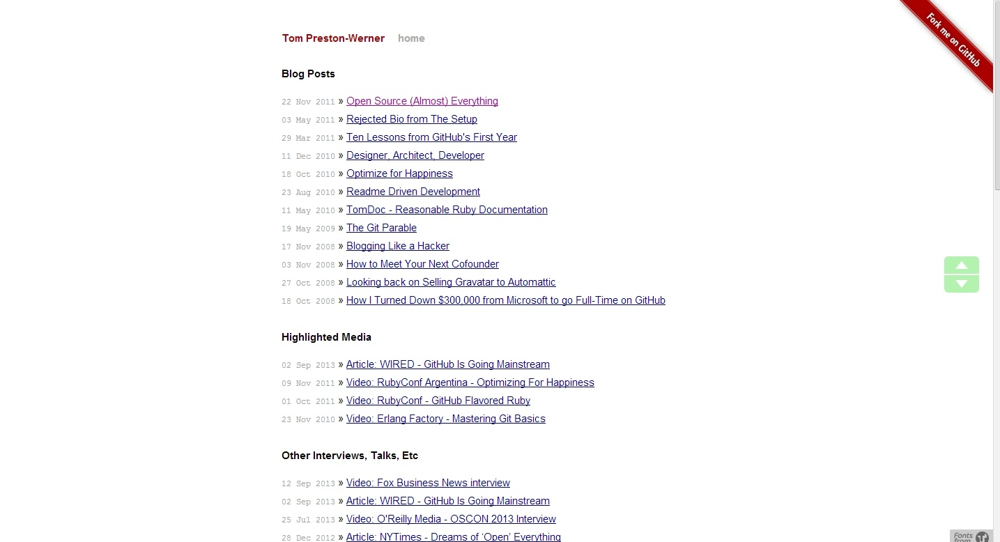 Tom Preston-Werner home
Fork me on GitHub
Blog Posts
22 Nov 2011 » Open Source (Almost) Everything
03 May 2011 » Rejected Bio from The Setup
29 Mar 2011 » Ten Lessons from GitHub's First Year
11 Dec 2010 » Designer, Architect, Developer
18 Oct 2010 » Optimize for Happiness
23 Aug 2010 » Readme Driven Development
11 May 2010 » TomDoc - Reasonable Ruby Documentation
19 May 2009 » The Git Parable
17 Nov 2008 » Blogging Like a Hacker
03 Nov 2008 » How to Meet Your Next Cofounder
27 Oct 2008 » Looking back on Selling Gravatar to Automattic
18 Oct 2008 » How I Turned Down $300,000 from Microsoft to go Full-Time on GitHub
Highlighted Media
02 Sep 2013 » Article: WIRED - GitHub Is Going Mainstream
09 Nov 2011 » Video: RubyConf Argentina - Optimizing For Happiness
01 Oct 2011 » Video: RubyConf - GitHub Flavored Ruby
23 Nov 2010 » Video: Erlang Factory - Mastering Git Basics
Other Interviews, Talks, Etc
12 Sep 2013 » Video: Fox Business News interview
02 Sep 2013 » Article: WIRED - GitHub Is Going Mainstream
25 Jul 2013 » Video: O'Reilly Media - OSCON 2013 Interview
28 Dec 2012 » Article: NYTimes - Dreams of ‘Open’ Everything
Fonts
from